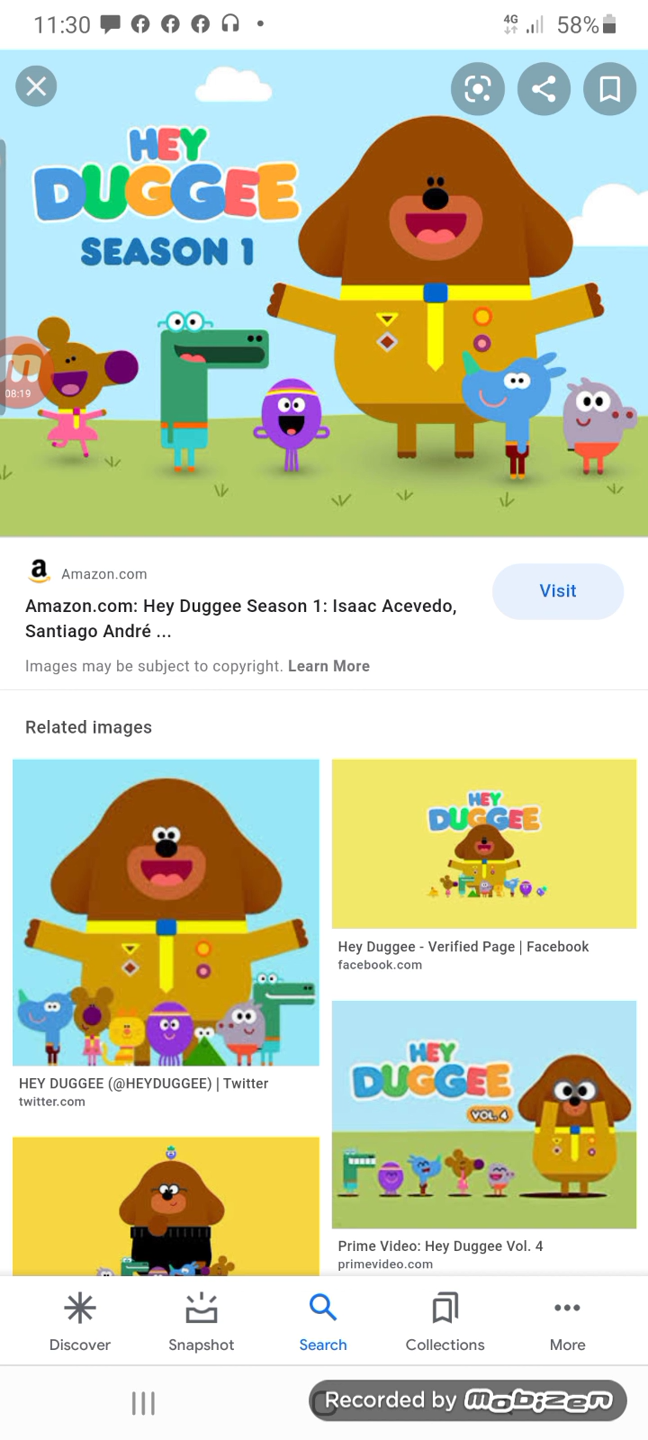 11:30
4G
58%
HEY
DUGGEE
SEASON 1
m
08:19
a
Amazon.com
Amazon.com: Hey Duggee Season 1: Isaac Acevedo,
Santiago André ...
Visit
Images may be subject to copyright. Learn More
Related images
HEY
DUGGEE
Hey Duggee - Verified Page | Facebook
facebook.com
HEY DUGGEE (@HEYDUGGEE) | Twitter
twitter.com
HEY
DUGGEE
VOL. 4
Prime Video: Hey Duggee Vol. 4
primevideo.com
Discover
Snapshot
Search
Collections
More
Recorded by mobizen